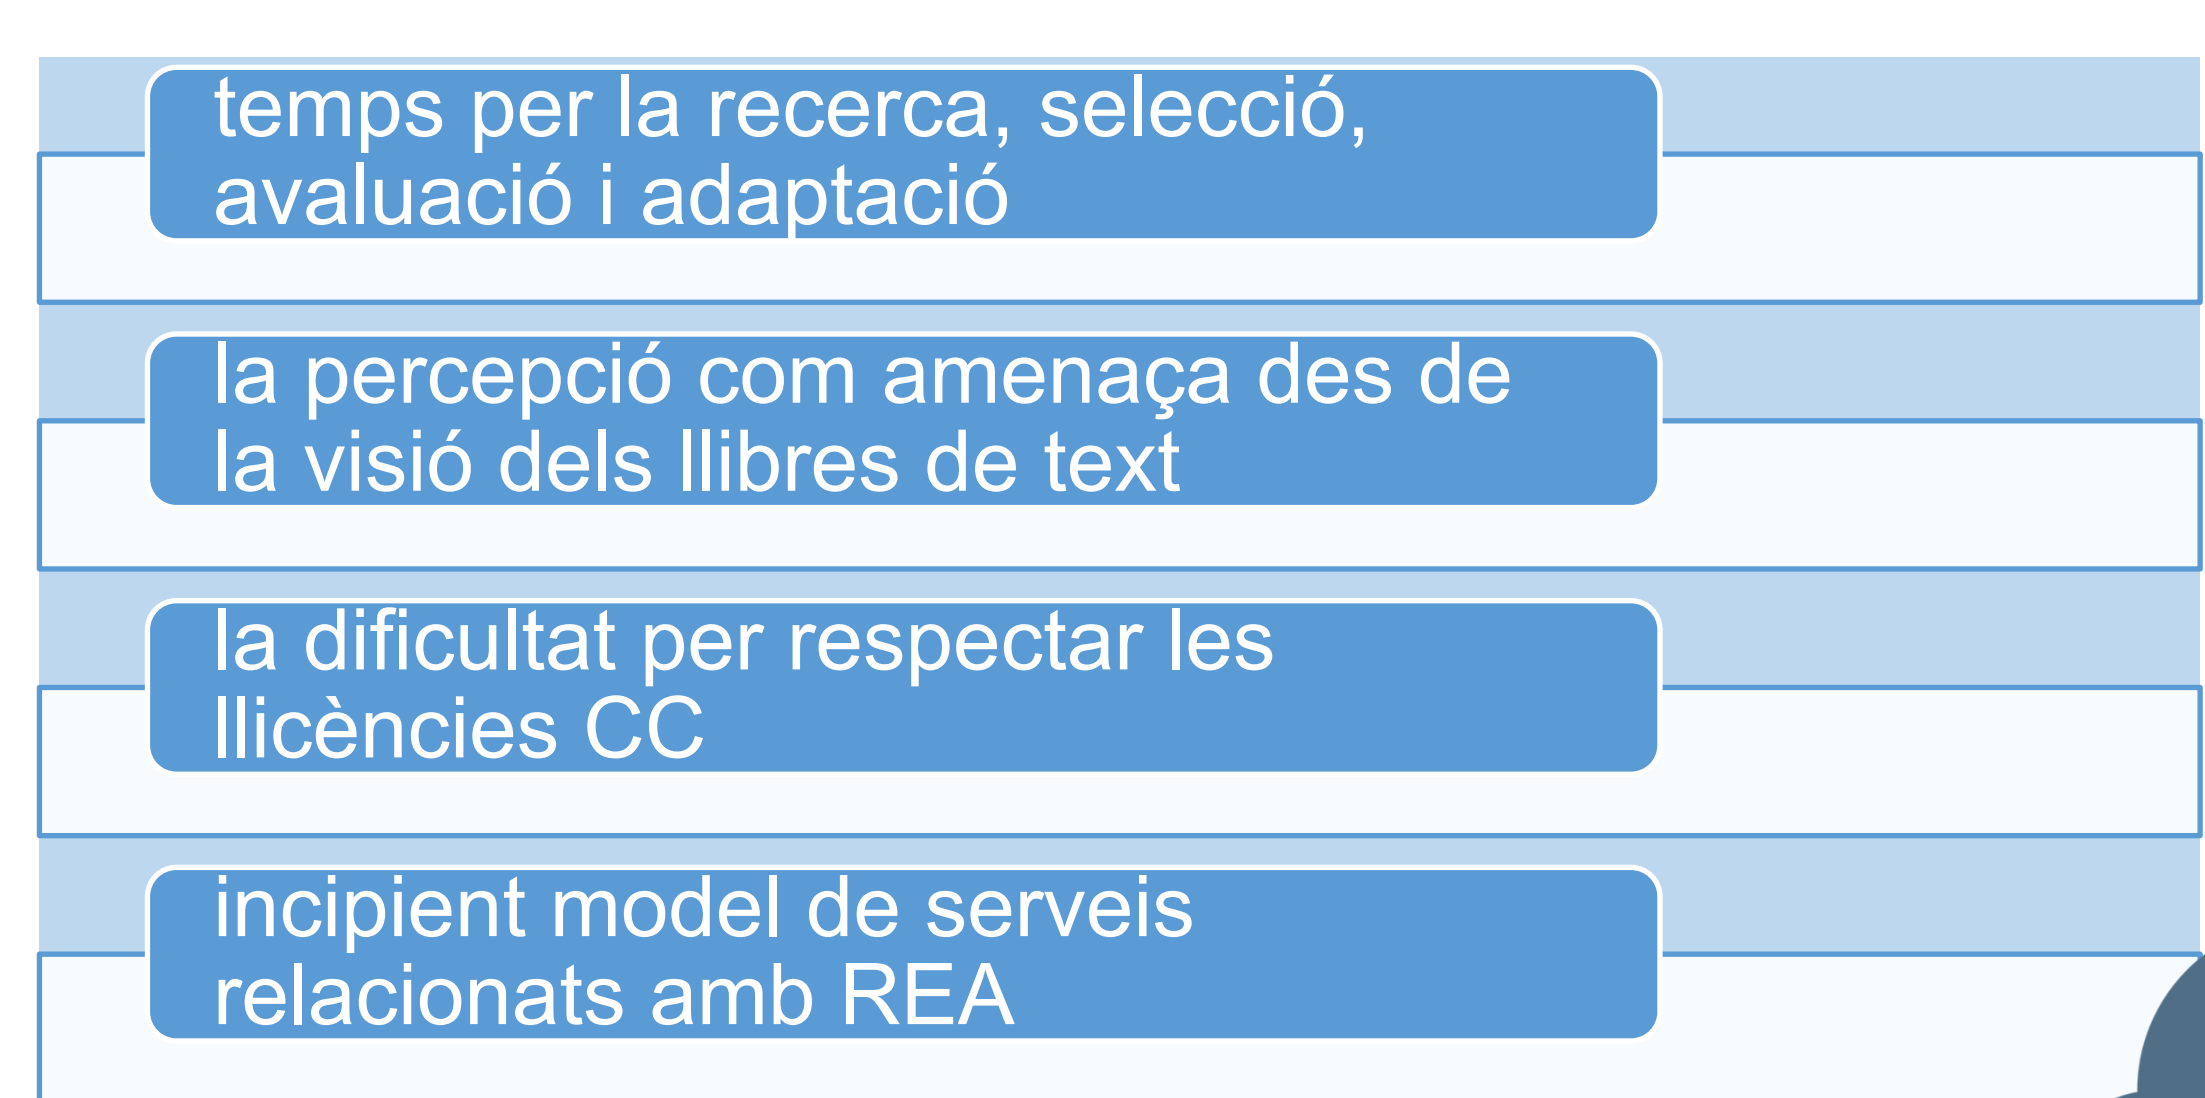 temps per la recerca, selecció,
avaluació i adaptació
la percepció com amenaça des de
la visió dels llibres de text
la dificultat per respectar les
llicències CC
incipient model de serveis
relacionats amb REA